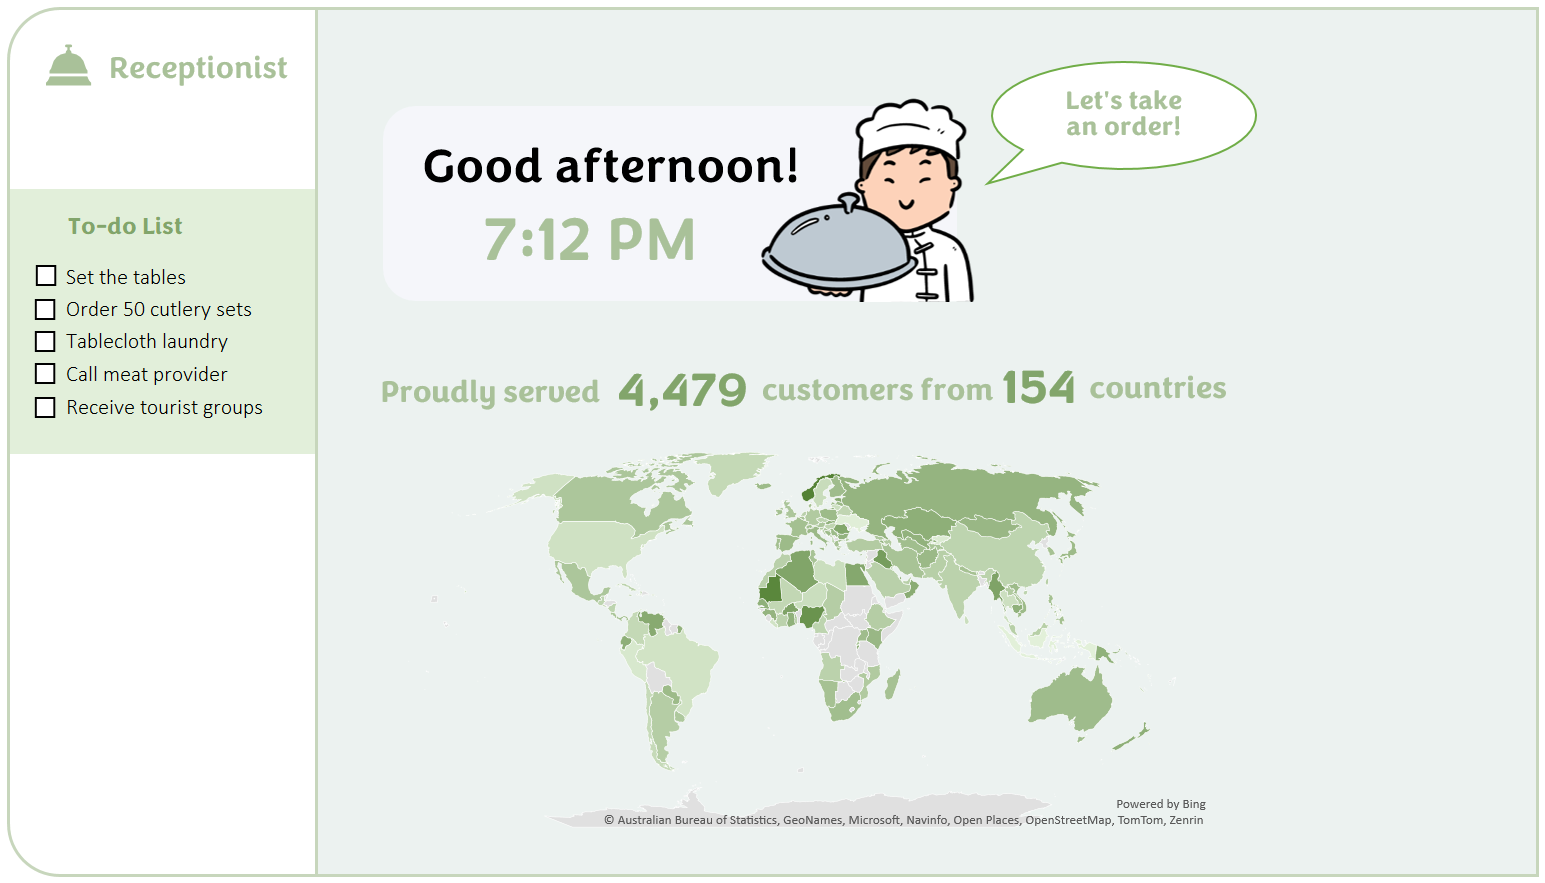 Receptionist
To-do List
Set the tables
Order 50 cutlery sets
Tablecloth laundry
Call meat provider
Receive tourist groups
Good afternoon!
7:12 PM
Let's take
an order!
Proudly served 4,479 customers from 154 countries
Powered by Bing
© Australian Bureau of Statistics, GeoNames, Microsoft, Navinfo, Open Places, OpenStreetMap, TomTom, Zenrin